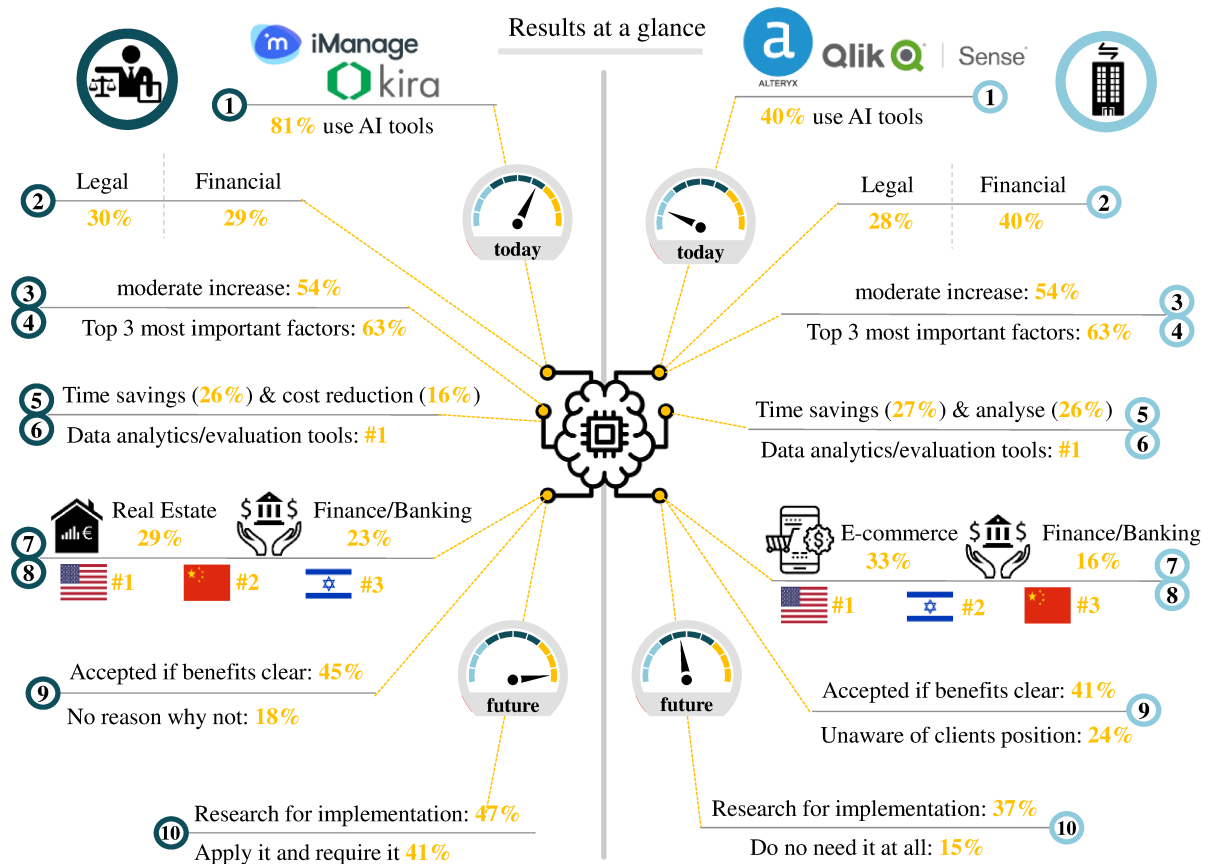 Results at a glance
iManage
kira
1
81% use AI tools
2
Legal
Financial
30%
29%
today
3
moderate increase: 54%
4
Top 3 most important factors: 63%
5
Time savings (26%) & cost reduction (16%)
6
Data analytics/evaluation tools: #1
7
Real Estate
29%
$ $
Finance/Banking
23%
8
#1
#2
#3
9
Accepted if benefits clear: 45%
No reason why not: 18%
future
10
Research for implementation: 47%
Apply it and require it 41%
a
ALTERYX
Qlik Q Sense
1
40% use AI tools
2
Legal
Financial
28%
40%
today
3
moderate increase: 54%
4
Top 3 most important factors: 63%
5
Time savings (27%) & analyse (26%)
6
Data analytics/evaluation tools: #1
7
$
E-commerce
33%
$ $
Finance/Banking
16%
8
#1
#2
#3
9
Accepted if benefits clear: 41%
Unaware of clients position: 24%
future
10
Research for implementation: 37%
Do no need it at all: 15%